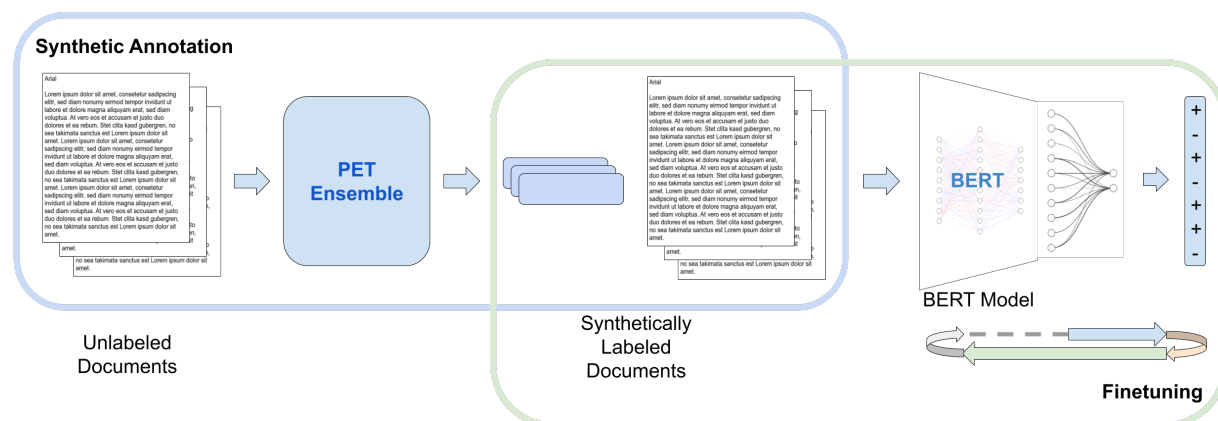 Synthetic Annotation
Arial
Lorem ipsum dolor sit amet, consetetur sadipscing
elitr, sed diam nonumy eirmod tempor invidunt ut
labore et dolore magna aliquyam erat, sed diam
voluptua. At vero eos et accusam et justo duo
dolores et ea rebum. Stet clita kasd gubergren, no
sea takimata sanctus est Lorem ipsum dolor sit
amet. Lorem ipsum dolor sit amet, consetetur
sadipscing elitr, sed diam nonumy eirmod tempor
invidunt ut labore et dolore magna aliquyam erat,
sed diam voluptua. At vero eos et accusam et justo
duo dolores et ea rebum. Stet clita kasd gubergren,
no sea takimata sanctus est Lorem ipsum dolor sit
amet. Lorem ipsum dolor sit amet, consetetur
sadipscing elitr, sed diam nonumy eirmod tempor
invidunt ut labore et dolore magna aliquyam erat,
sed diam voluptua. At vero eos et accusam et justo
duo dolores et ea rebum. Stet clita kasd gubergren,
no sea takimata sanctus est Lorem ipsum dolor sit
amet.
amet.
no sea takimata sanctus est Lorem ipsum dolor sit
amet.
PET
Ensemble
Arial
Lorem ipsum dolor sit amet, consetetur sadipscing
elitr, sed diam nonumy eirmod tempor invidunt ut
labore et dolore magna aliquyam erat, sed diam
voluptua. At vero eos et accusam et justo duo
dolores et ea rebum. Stet clita kasd gubergren, no
sea takimata sanctus est Lorem ipsum dolor sit
amet. Lorem ipsum dolor sit amet, consetetur
sadipscing elitr, sed diam nonumy eirmod tempor
invidunt ut labore et dolore magna aliquyam erat,
sed diam voluptua. At vero eos et accusam et justo
duo dolores et ea rebum. Stet clita kasd gubergren,
no sea takimata sanctus est Lorem ipsum dolor sit
amet. Lorem ipsum dolor sit amet, consetetur
sadipscing elitr, sed diam nonumy eirmod tempor
invidunt ut labore et dolore magna aliquyam erat,
sed diam voluptua. At vero eos et accusam et justo
duo dolores et ea rebum. Stet clita kasd gubergren,
no sea takimata sanctus est Lorem ipsum dolor sit
amet.
amet.
no sea takimata sanctus est Lorem ipsum dolor sit
amet.
BERT
+
-
+
-
+
+
-
BERT Model
Unlabeled
Documents
Synthetically
Labeled
Documents
Finetuning